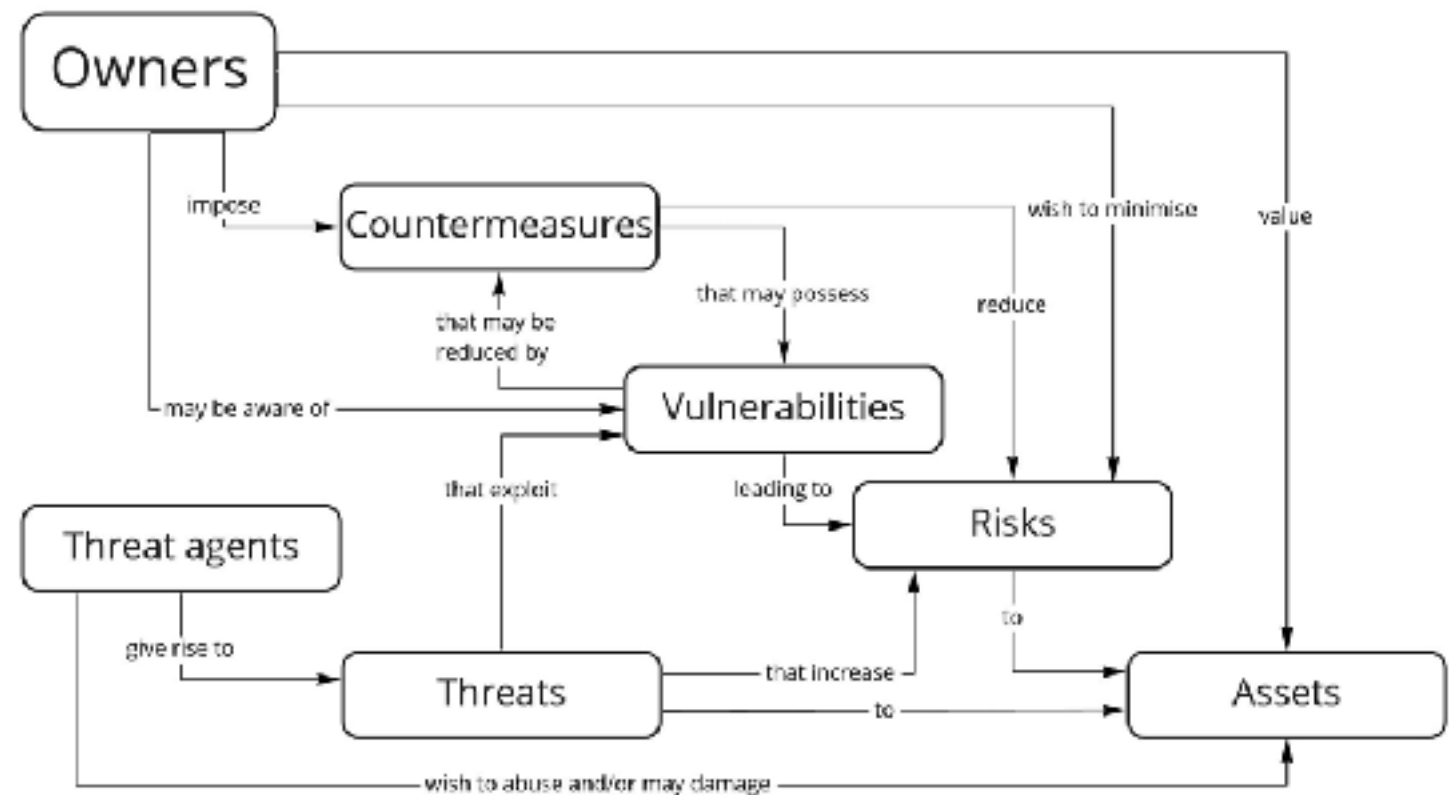 Owners
impose
Countermeasures
wish to minimise
value
that may possess
reduce
that may be
reduced by
may be aware of
Vulnerabilities
that exploit
leading to
Risks
Threat agents
give rise to
to
Threats
that increase
to
Assets
wish to abuse and/or may damage